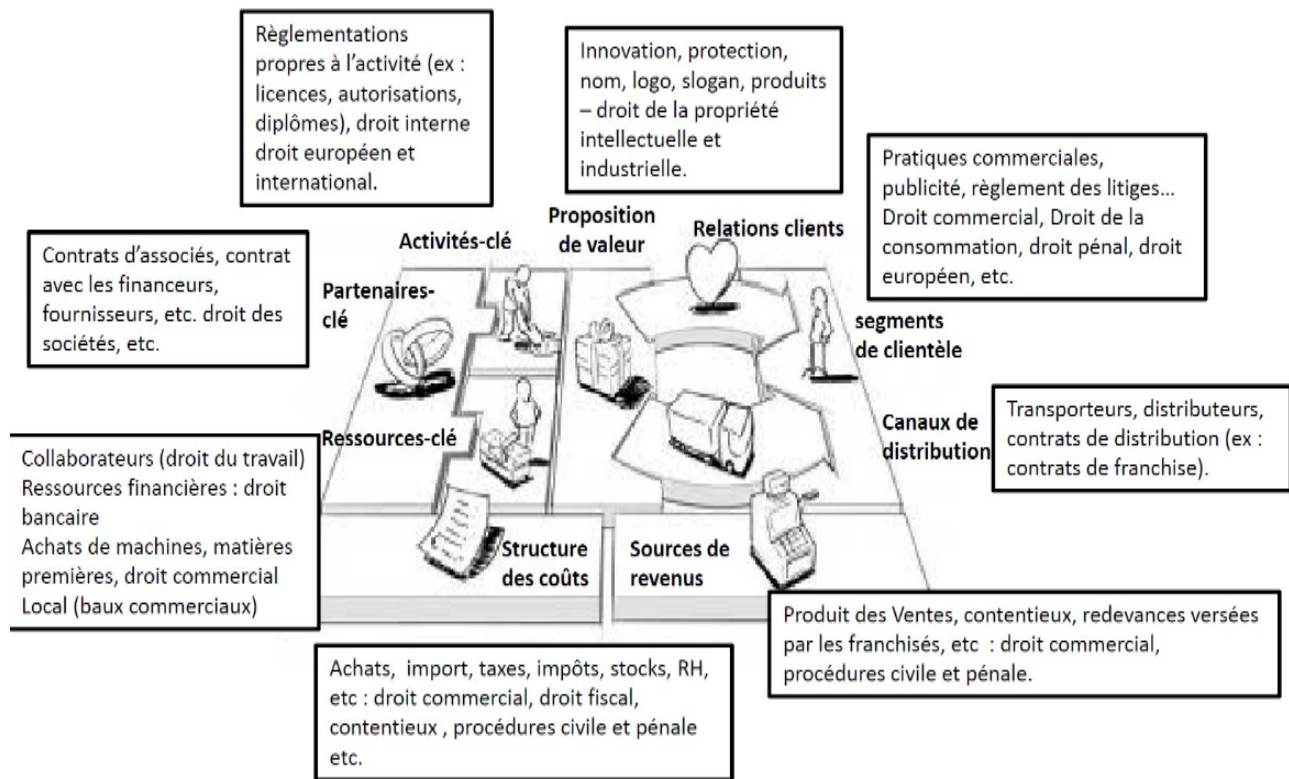 Règlementations
propres à l'activité (ex :
licences, autorisations,
diplômes), droit interne
droit européen et
international.
Innovation, protection,
nom, logo, slogan, produits
– droit de la propriété
intellectuelle et
industrielle.
Pratiques commerciales,
publicité, règlement des litiges...
Droit commercial, Droit de la
consommation, droit pénal, droit
européen, etc.
Contrats d'associés, contrat
avec les financeurs,
fournisseurs, etc. droit des
sociétés, etc.
Activités-clé
Proposition
de valeur
Relations clients
Partenaires-
clé
segments
de clientèle
Ressources-clé
Canaux de
distribution
Transporteurs, distributeurs,
contrats de distribution (ex :
contrats de franchise).
Collaborateurs (droit du travail)
Ressources financières : droit
bancaire
Achats de machines, matières
premières, droit commercial
Local (baux commerciaux)
Structure
des coûts
Sources de
revenus
Produit des Ventes, contentieux, redevances versées
par les franchisés, etc : droit commercial,
procédures civile et pénale.
Achats, import, taxes, impôts, stocks, RH,
etc : droit commercial, droit fiscal,
contentieux , procédures civile et pénale
etc.